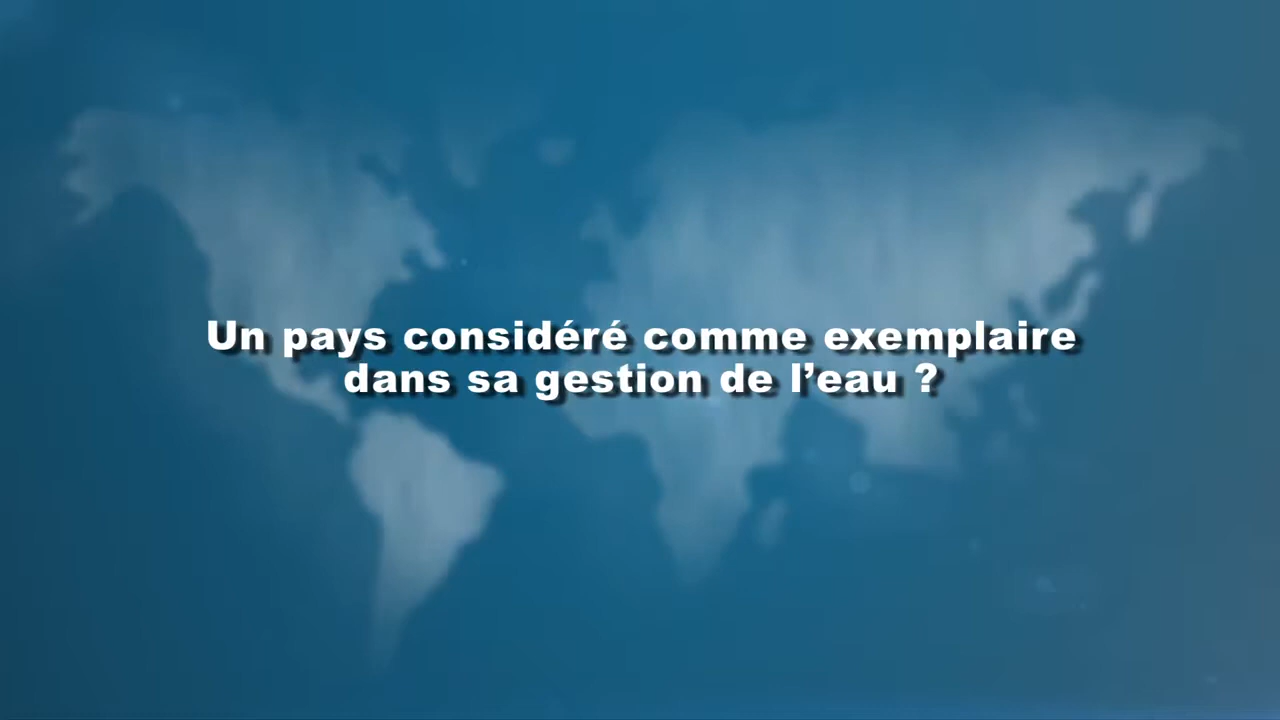 Un pays considéré comme exemplaire
dans sa gestion de l’eau ?